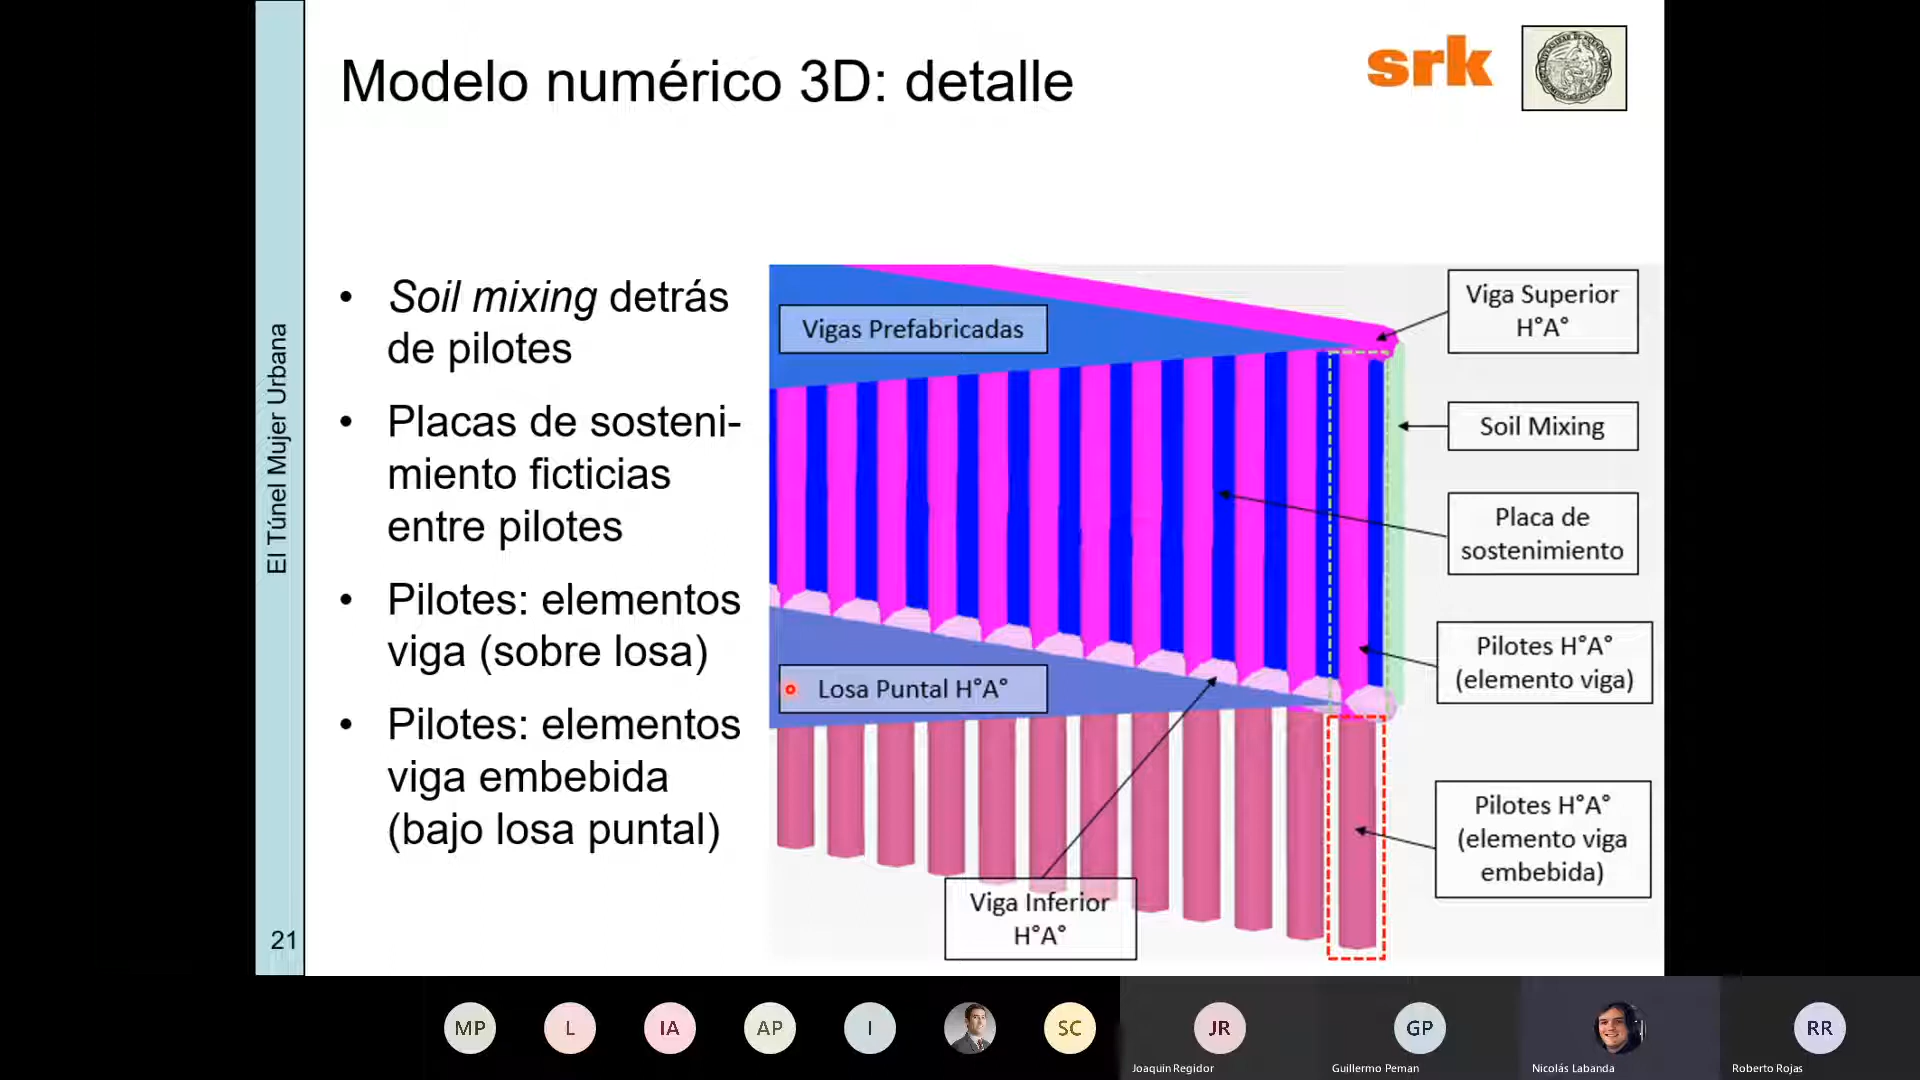 Modelo numérico 3D: detalle
srk
El Túnel Mujer Urbana
21
• Soil mixing detrás
de pilotes
• Placas de sosteni-
miento ficticias
entre pilotes
• Pilotes: elementos
viga (sobre losa)
• Pilotes: elementos
viga embebida
(bajo losa puntal)
Vigas Prefabricadas
Losa Puntal H°A°
Viga Inferior
H°A°
Viga Superior
H°A°
Soil Mixing
Placa de
sostenimiento
Pilotes H°A°
(elemento viga)
Pilotes H°A°
(elemento viga
embebida)
MP
L
IA
AP
I
SC
JR
Joaquin Regidor
GP
Guillermo Peman
Nicolás Labanda
RR
Roberto Rojas